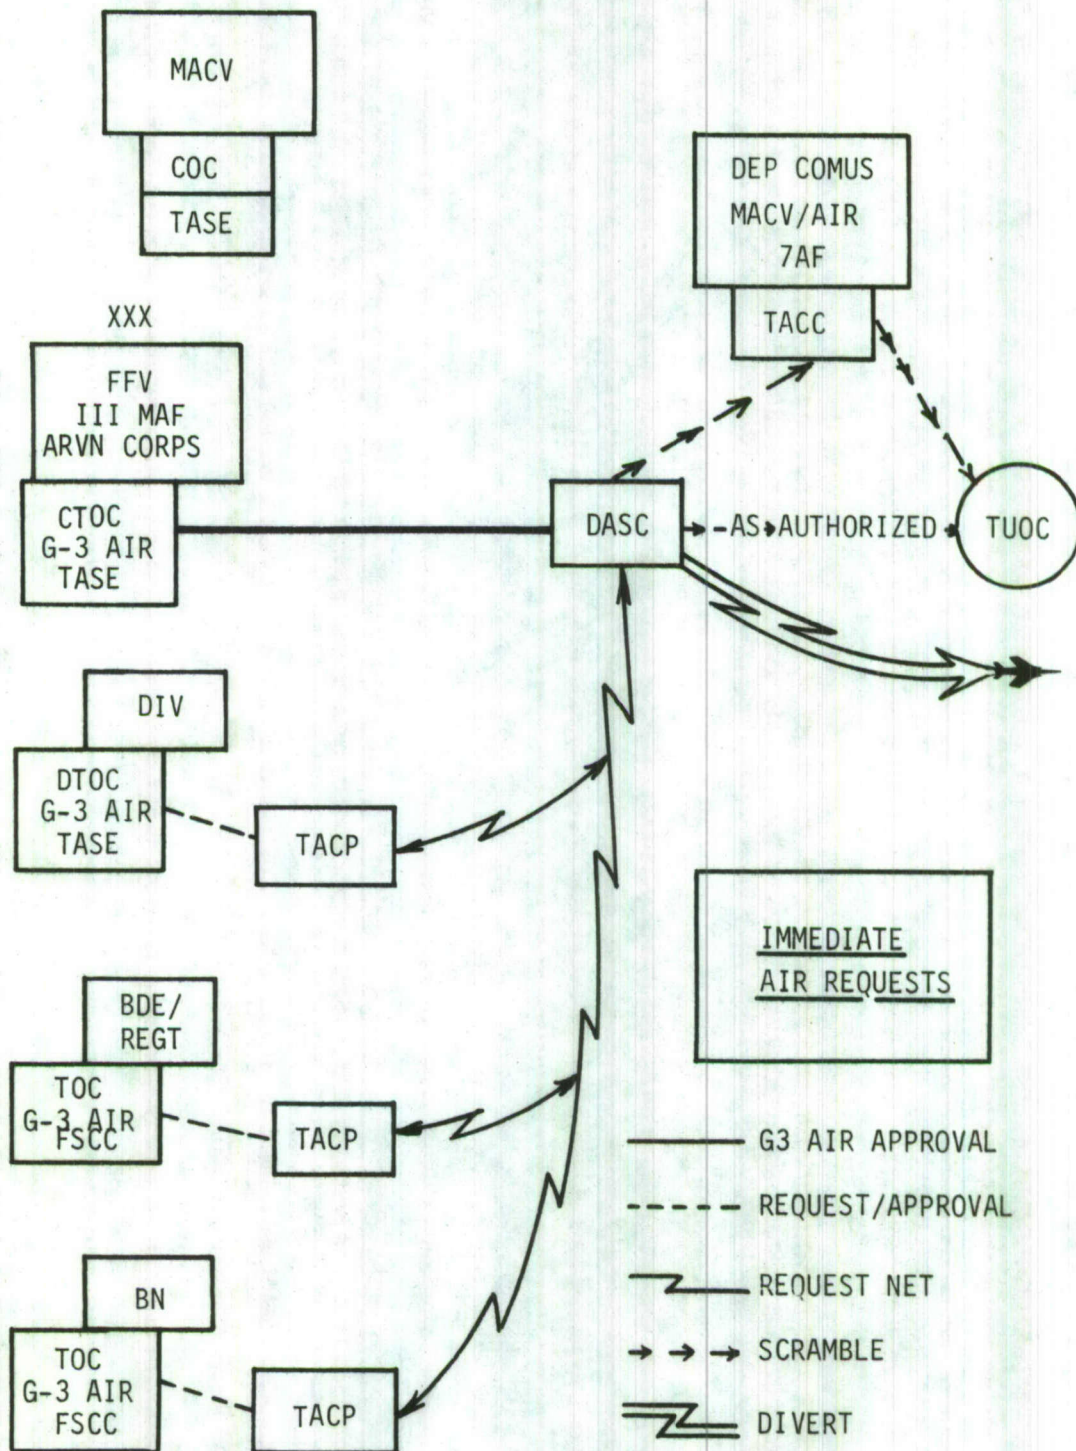 MACV
COC
TASE
DEP COMUS
MACV/AIR
7AF
TACC
XXX
FFV
III MAF
ARVN CORPS
CTOC
G-3 AIR
TASE
DASC
AS AUTHORIZED
TUOC
DIV
DTOC
G-3 AIR
TASE
TACP
IMMEDIATE
AIR REQUESTS
BDE/
REGT
TOC
G-3 AIR
FSCC
TACP
G3 AIR APPROVAL
REQUEST/APPROVAL
BN
REQUEST NET
TOC
G-3 AIR
FSCC
TACP
SCRAMBLE
DIVERT